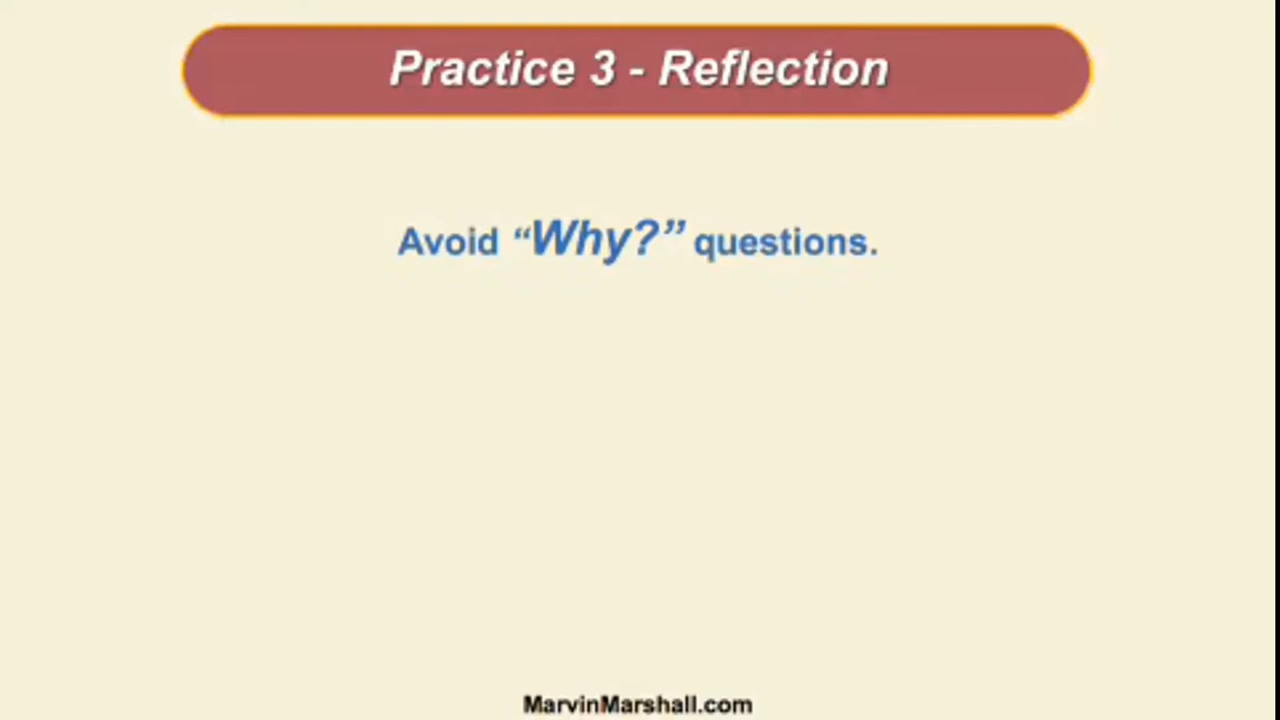 Practice 3 - Reflection
Avoid “Why?” questions.
MarvinMarshall.com